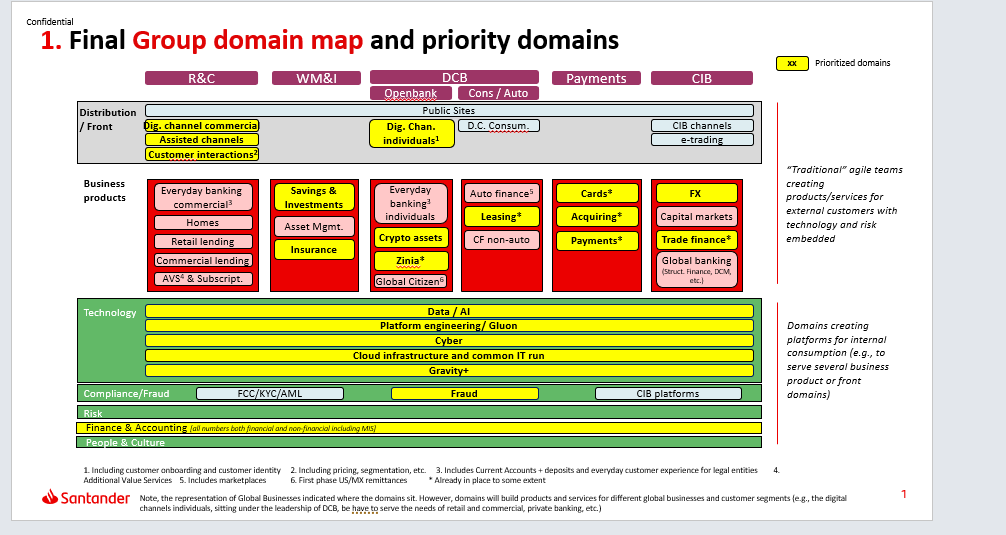 Confidential
1. Final Group domain map and priority domains
xx Prioritized domains
R&C WM&I DCB Payments CIB
Openbank Cons / Auto
Distribution
/ Front
Public Sites
Dig. channel commercial
Assisted channels
Customer interactions²
Dig. Chan.
individuals¹
D.C. Consum.
CIB channels
e-trading
Business
products
Everyday banking
commercial³
Homes
Retail lending
Commercial lending
AVS⁴ & Subscript.
Savings &
Investments
Asset Mgmt.
Insurance
Everyday
banking³
individuals
Crypto assets
Zinia*
Global Citizen⁶
Auto finance⁵
Leasing*
CF non-auto
Cards*
Acquiring*
Payments*
FX
Capital markets
Trade finance*
Global banking
(Struct. Finance, DCM,
etc.)
"Traditional" agile teams
creating
products/services for
external customers with
technology and risk
embedded
Technology
Data / AI
Platform engineering/ Gluon
Cyber
Cloud infrastructure and common IT run
Gravity+
Compliance/Fraud FCC/KYC/AML Fraud CIB platforms
Risk
Finance & Accounting [all numbers both financial and non-financial including MIS]
People & Culture
Domains creating
platforms for internal
consumption (e.g., to
serve several business
product or front
domains)
1. Including customer onboarding and customer identity 2. Including pricing, segmentation, etc. 3. Includes Current Accounts + deposits and everyday customer experience for legal entities 4.
Additional Value Services 5. Includes marketplaces 6. First phase US/MX remittances * Already in place to some extent
Santander
Note, the representation of Global Businesses indicated where the domains sit. However, domains will build products and services for different global businesses and customer segments (e.g., the digital
channels individuals, sitting under the leadership of DCB, be have to serve the needs of retail and commercial, private banking, etc.)
1